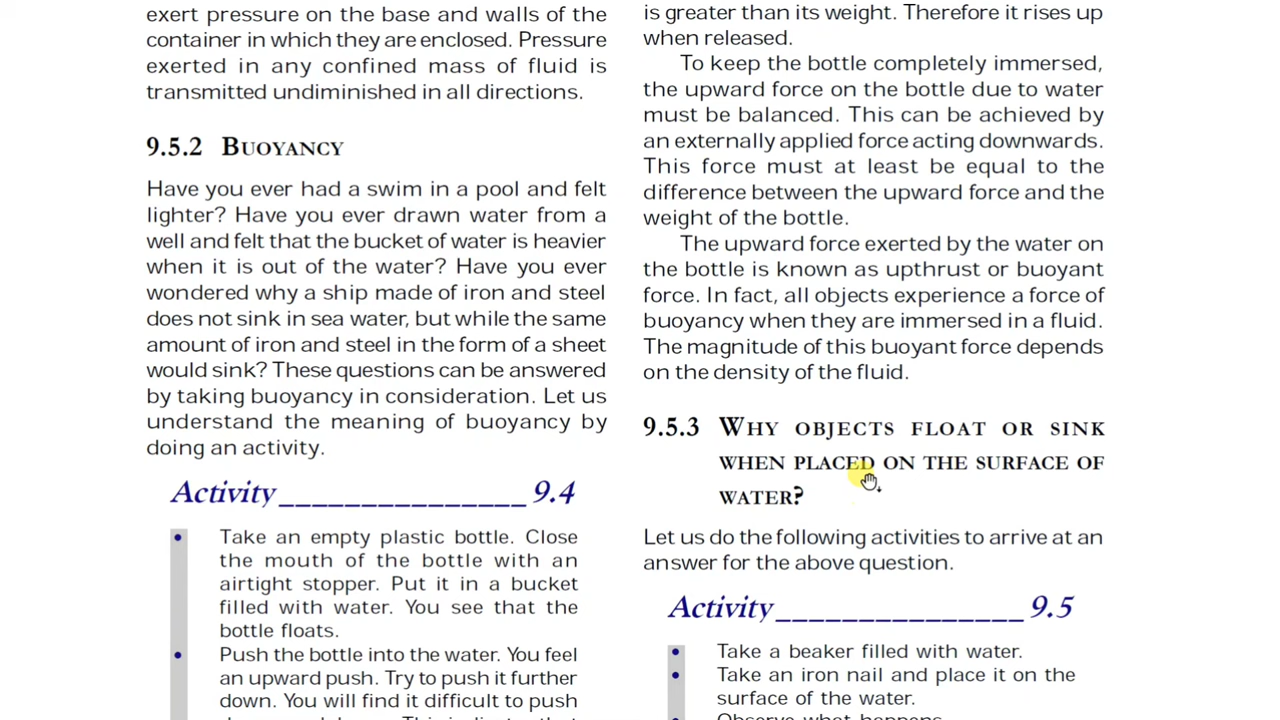 exert pressure on the base and walls of the
container in which they are enclosed. Pressure
exerted in any confined mass of fluid is
transmitted undiminished in all directions.
9.5.2 BUOYANCY
Have you ever had a swim in a pool and felt
lighter? Have you ever drawn water from a
well and felt that the bucket of water is heavier
when it is out of the water? Have you ever
wondered why a ship made of iron and steel
does not sink in sea water, but while the same
amount of iron and steel in the form of a sheet
would sink? These questions can be answered
by taking buoyancy in consideration. Let us
understand the meaning of buoyancy by
doing an activity.
Activity_______________9.4
• Take an empty plastic bottle. Close
the mouth of the bottle with an
airtight stopper. Put it in a bucket
filled with water. You see that the
bottle floats.
• Push the bottle into the water. You feel
an upward push. Try to push it further
down. You will find it difficult to push
is greater than its weight. Therefore it rises up
when released.
To keep the bottle completely immersed,
the upward force on the bottle due to water
must be balanced. This can be achieved by
an externally applied force acting downwards.
This force must at least be equal to the
difference between the upward force and the
weight of the bottle.
The upward force exerted by the water on
the bottle is known as upthrust or buoyant
force. In fact, all objects experience a force of
buoyancy when they are immersed in a fluid.
The magnitude of this buoyant force depends
on the density of the fluid.
9.5.3 WHY OBJECTS FLOAT OR SINK
WHEN PLACED ON THE SURFACE OF
WATER?
Let us do the following activities to arrive at an
answer for the above question.
Activity_______________9.5
• Take a beaker filled with water.
• Take an iron nail and place it on the
surface of the water.
• Observe what happens.